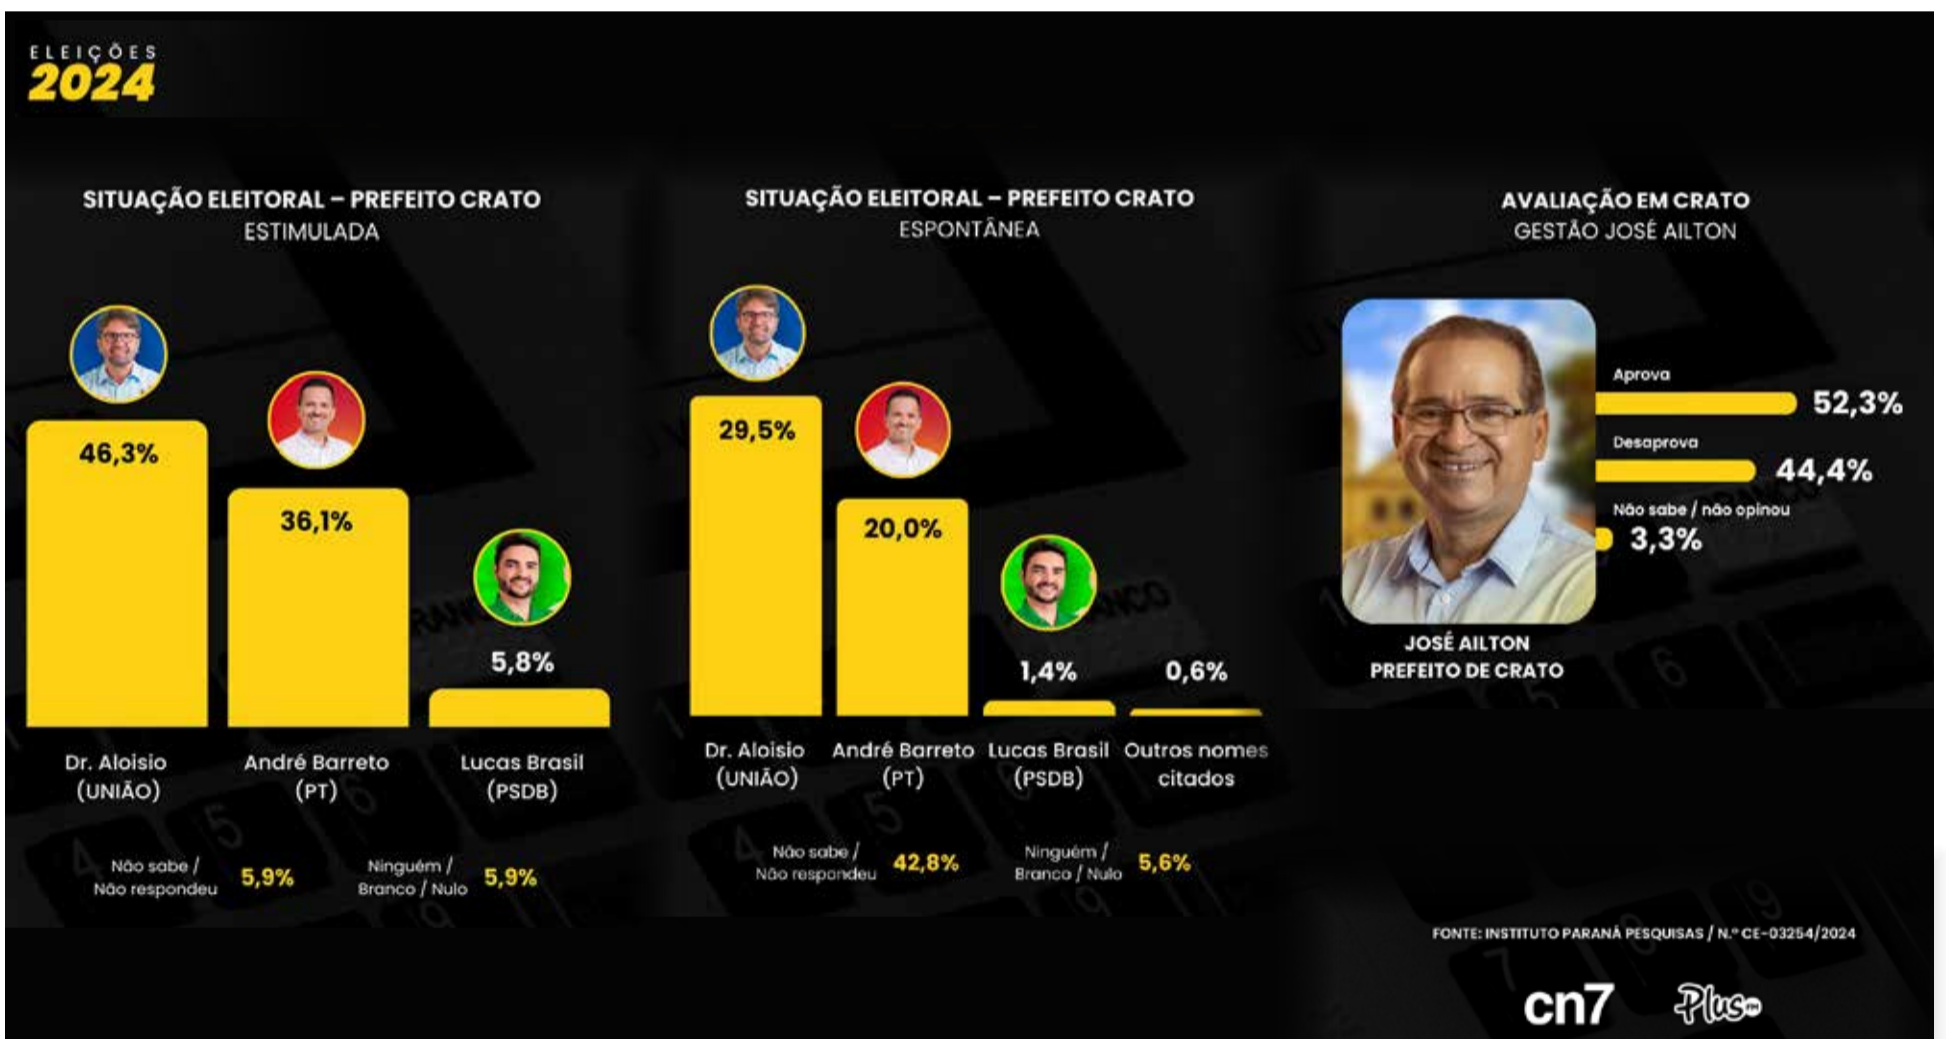 ELEIÇÕES
2024
SITUAÇÃO ELEITORAL – PREFEITO CRATO
ESTIMULADA
46,3%
36,1%
5,8%
Dr. Aloisio
(UNIÃO)
André Barreto
(PT)
Lucas Brasil
(PSDB)
Não sabe /
Não respondeu
5,9%
Ninguém /
Branco / Nulo
5,9%
SITUAÇÃO ELEITORAL – PREFEITO CRATO
ESPONTÂNEA
29,5%
20,0%
1,4%
0,6%
Dr. Aloisio
(UNIÃO)
André Barreto
(PT)
Lucas Brasil
(PSDB)
Outros nomes
citados
Não sabe /
Não respondeu
42,8%
Ninguém /
Branco / Nulo
5,6%
AVALIAÇÃO EM CRATO
GESTÃO JOSÉ AILTON
Aprova
52,3%
Desaprova
44,4%
Não sabe / não opinou
3,3%
JOSÉ AILTON
PREFEITO DE CRATO
FONTE: INSTITUTO PARANÁ PESQUISAS / N.º CE-03254/2024
cn7
Plus FM